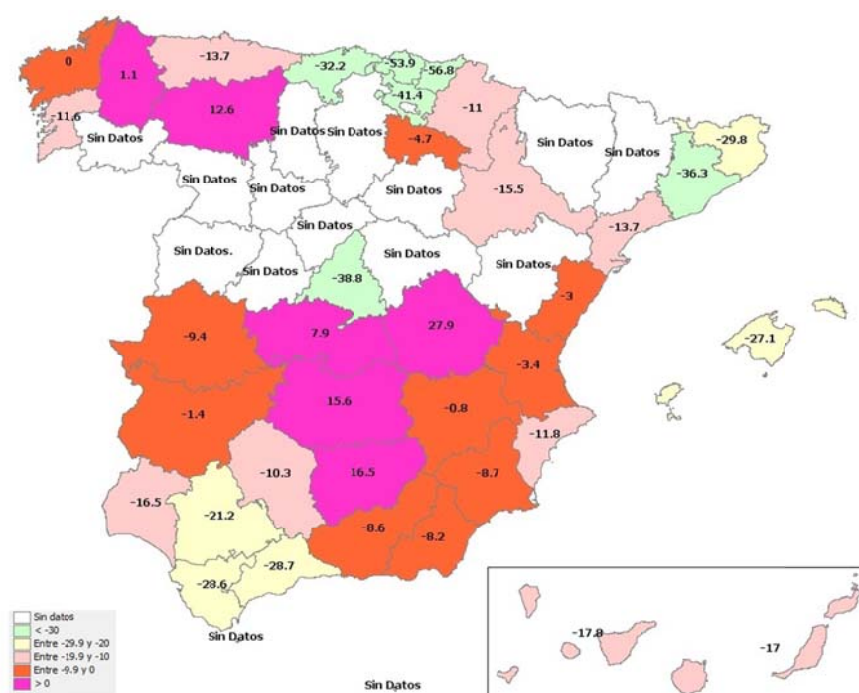 0
1.1
-13.7
-32.2
-53.9
-56.8
-41.4
-11
-11.6
12.6
Sin Datos
Sin Datos
Sin Datos
-4.7
Sin Datos
Sin Datos
-29.8
-36.3
Sin Datos
Sin Datos
Sin Datos
-15.5
-13.7
Sin Datos
Sin Datos.
Sin Datos
Sin Datos
Sin Datos
-38.8
-3
-27.1
-9.4
7.9
27.9
-3.4
-1.4
15.6
-0.8
-11.8
-10.3
16.5
-8.7
-16.5
-21.2
-8.6
-8.2
-28.7
-23.6
Sin Datos
-17.8
-17
Sin Datos
Sin datos
< -30
Entre -29.9 y -20
Entre -19.9 y -10
Entre -9.9 y 0
> 0